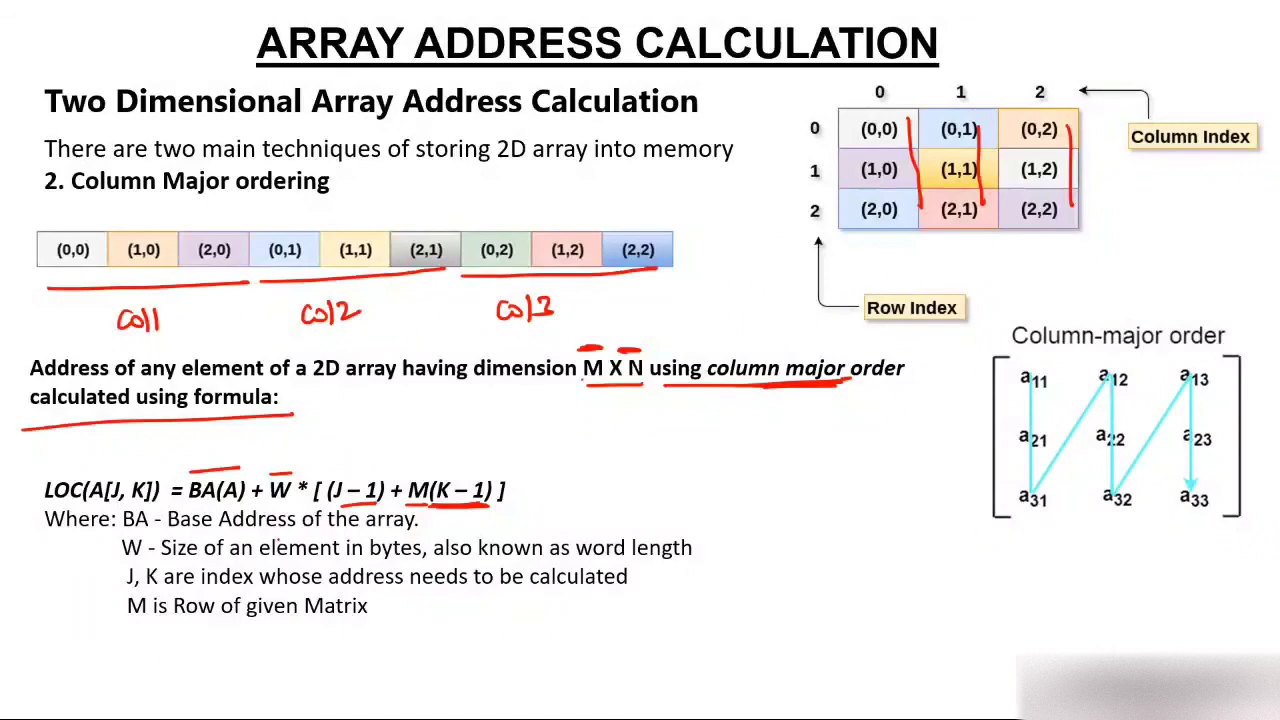 ARRAY ADDRESS CALCULATION
Two Dimensional Array Address Calculation
There are two main techniques of storing 2D array into memory
2. Column Major ordering
0 1 2
Column Index
0 (0,0) (0,1) (0,2)
1 (1,0) (1,1) (1,2)
2 (2,0) (2,1) (2,2)
Row Index
(0,0) (1,0) (2,0) (0,1) (1,1) (2,1) (0,2) (1,2) (2,2)
Col1 Col2 Col3
Address of any element of a 2D array having dimension M X N using column major order
calculated using formula:
LOC(A[J, K]) = BA(A) + W * [ (J – 1) + M(K – 1) ]
Where: BA - Base Address of the array.
W - Size of an element in bytes, also known as word length
J, K are index whose address needs to be calculated
M is Row of given Matrix
Column-major order
a11 a12 a13
a21 a22 a23
a31 a32 a33